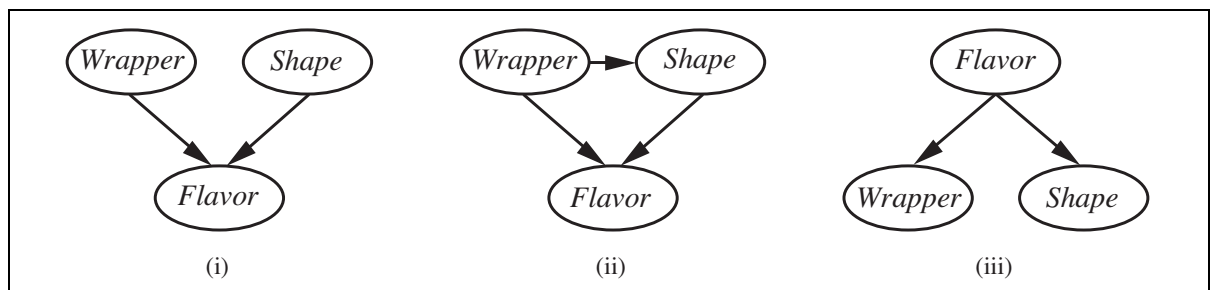 Wrapper Shape Wrapper Shape Flavor
Flavor Flavor Wrapper Shape
(i) (ii) (iii)